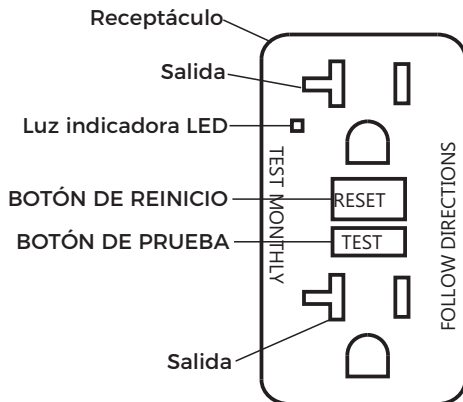 Receptáculo
Salida
Luz indicadora LED
TEST MONTHLY
BOTÓN DE REINICIO
RESET
BOTÓN DE PRUEBA
TEST
FOLLOW DIRECTIONS
Salida